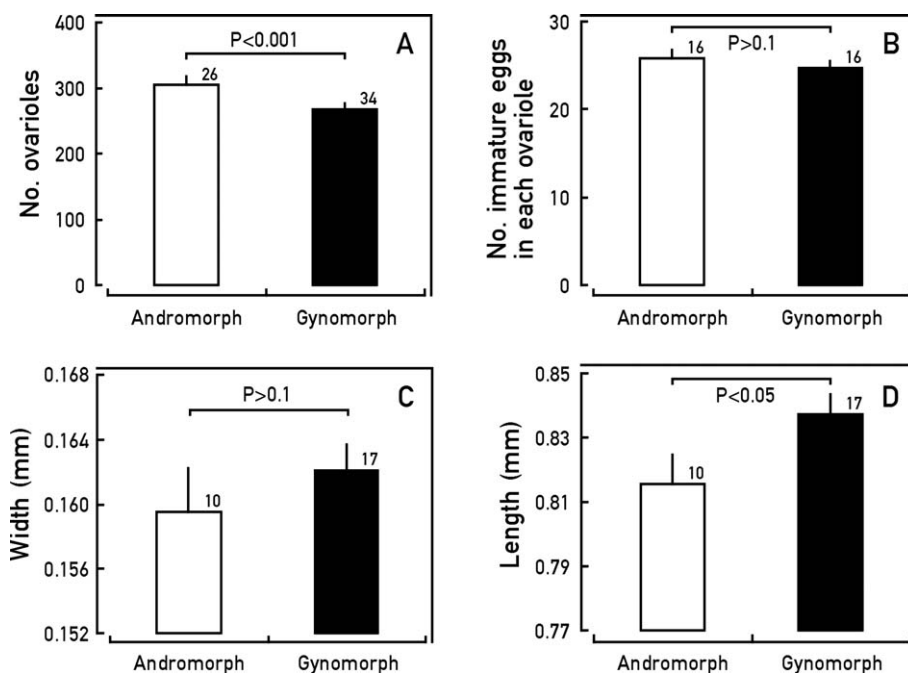 A
No. ovarioles
400
300
200
100
0
P<0.001
26
34
Andromorph Gynomorph
B
No. immature eggs
in each ovariole
30
20
10
0
P>0.1
16
16
Andromorph Gynomorph
C
Width (mm)
0.168
0.164
0.160
0.156
0.152
P>0.1
10
17
Andromorph Gynomorph
D
Length (mm)
0.85
0.83
0.81
0.79
0.77
P<0.05
10
17
Andromorph Gynomorph